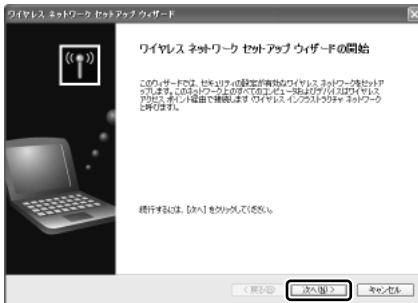 ワイヤレス ネットワーク セットアップ ウィザード
ワイヤレス ネットワーク セットアップ ウィザードの開始
このウィザードでは、セキュリティの設定が有効なワイヤレス ネットワークをセットア
ップします。このネットワーク上のすべてのコンピュータおよびデバイスはワイヤレス
アクセス ポイント経由で接続します (ワイヤレス インフラストラクチャ ネットワーク
と呼びます)。
続行するには、[次へ] をクリックしてください。
< 戻る(B)
次へ(N) >
キャンセル